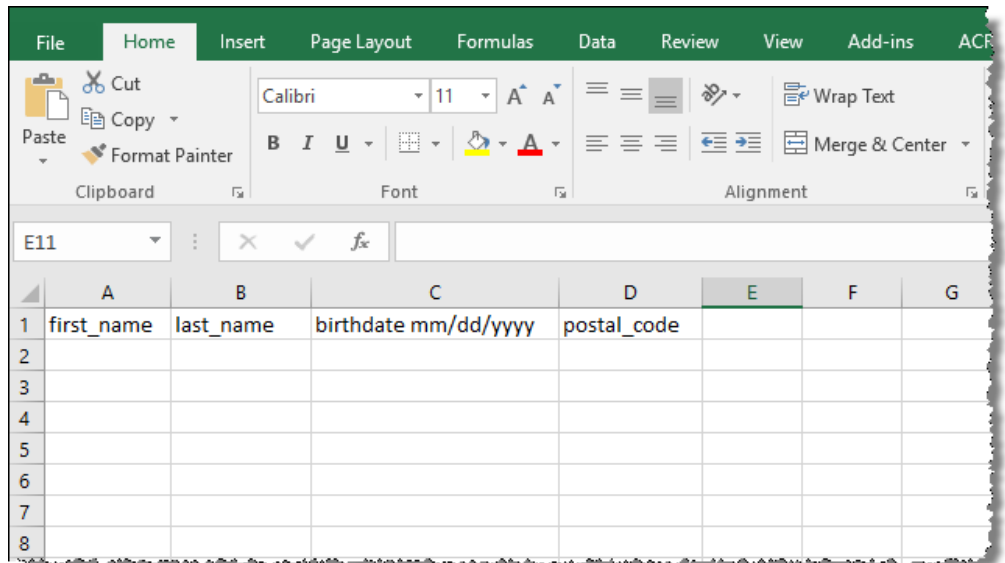 File Home Insert Page Layout Formulas Data Review View Add-ins
Cut
Calibri 11 A A Wrap Text
Copy
Paste
B I U A Merge & Center
Format Painter
Clipboard Font Alignment
E11 fx
A B C D E F G
1 first_name last_name birthdate mm/dd/yyyy postal_code
2
3
4
5
6
7
8